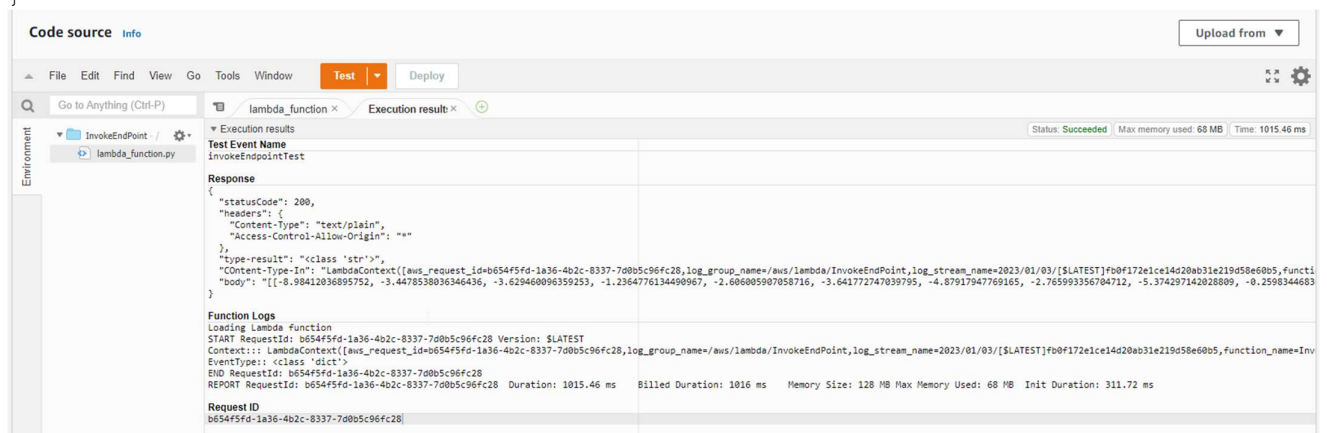 }
Code source Info
Upload from ▼
File Edit Find View Go Tools Window Test Deploy
Go to Anything (Ctrl-P)
lambda_function × Execution result: × 
Environment
InvokeEndPoint - /
lambda_function.py
▼ Execution results
Status: Succeeded Max memory used: 68 MB Time: 1015.46 ms
Test Event Name
invokeEndpointTest
Response
{
"statusCode": 200,
"headers": {
"Content-Type": "text/plain",
"Access-Control-Allow-Origin": "*"
},
"type-result": "<class 'str'>",
"COntent-Type-In": "LambdaContext([aws_request_id=b654f5fd-1a36-4b2c-8337-7d0b5c96fc28,log_group_name=/aws/lambda/InvokeEndPoint,log_stream_name=2023/01/03/[$LATEST]fb0f172e1ce14d20ab31e219d58e60b5,functi
"body": "[[-8.98412036895752, -3.4478538036346436, -3.629460096359253, -1.2364776134490967, -2.606005907058716, -3.641772747039795, -4.87917947769165, -2.765993356704712, -5.374297142028809, -0.2598344683
}
Function Logs
Loading Lambda function
START RequestId: b654f5fd-1a36-4b2c-8337-7d0b5c96fc28 Version: $LATEST
Context::: LambdaContext([aws_request_id=b654f5fd-1a36-4b2c-8337-7d0b5c96fc28,log_group_name=/aws/lambda/InvokeEndPoint,log_stream_name=2023/01/03/[$LATEST]fb0f172e1ce14d20ab31e219d58e60b5,function_name=Inv
EventType:: <class 'dict'>
END RequestId: b654f5fd-1a36-4b2c-8337-7d0b5c96fc28
REPORT RequestId: b654f5fd-1a36-4b2c-8337-7d0b5c96fc28 Duration: 1015.46 ms Billed Duration: 1016 ms Memory Size: 128 MB Max Memory Used: 68 MB Init Duration: 311.72 ms
Request ID
b654f5fd-1a36-4b2c-8337-7d0b5c96fc28